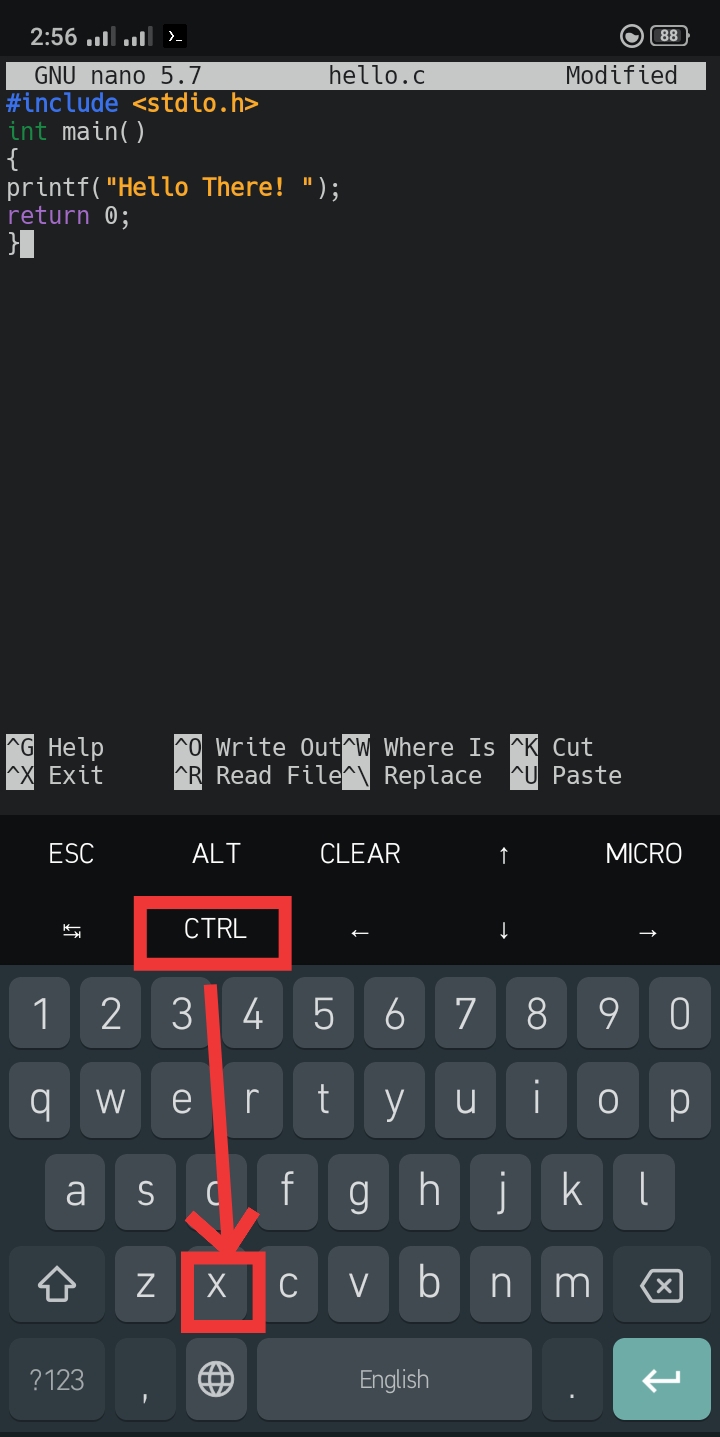 2:56 >_ 88
GNU nano 5.7 hello.c Modified
#include <stdio.h>
int main()
{
printf("Hello There! ");
return 0;
}
^G Help ^O Write Out ^W Where Is ^K Cut
^X Exit ^R Read File ^\ Replace ^U Paste
ESC ALT CLEAR ↑ MICRO
↹ CTRL ← ↓ →
1 2 3 4 5 6 7 8 9 0
q w e r t y u i o p
a s d f g h j k l
z x c v b n m
?123 , English .